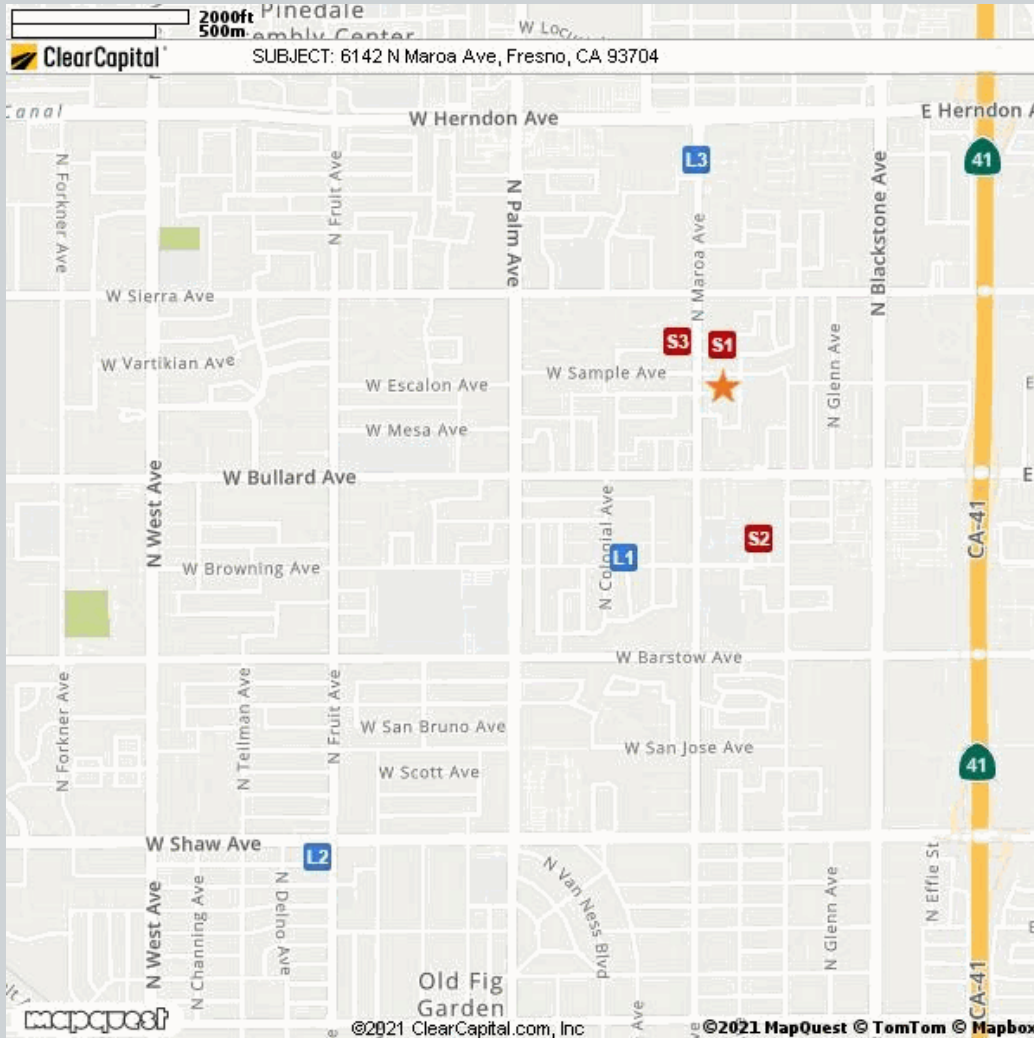 2000ft
500m
Pinedale
embly Center
W Loc
ClearCapital
SUBJECT: 6142 N Maroa Ave, Fresno, CA 93704
Canal
W Herndon Ave
E Herndon A
N Forkner Ave
N Fruit Ave
N Palm Ave
L3
N Maroa Ave
N Blackstone Ave
41
W Sierra Ave
W Vartikian Ave
S3
S1
W Sample Ave
W Escalon Ave
N Glenn Ave
E
W Mesa Ave
W Bullard Ave
E
N West Ave
N Colonial Ave
CA-41
S2
L1
W Browning Ave
W Barstow Ave
N Forkner Ave
N Teilman Ave
N Fruit Ave
W San Bruno Ave
W San Jose Ave
W Scott Ave
41
W Shaw Ave
L2
N West Ave
N Channing Ave
N Delno Ave
N Van Ness Blvd
N Glenn Ave
N Effie St
E
Old Fig
Garden
CA-41
Ave
mapquest
©2021 ClearCapital.com, Inc
©2021 MapQuest © TomTom © Mapbox